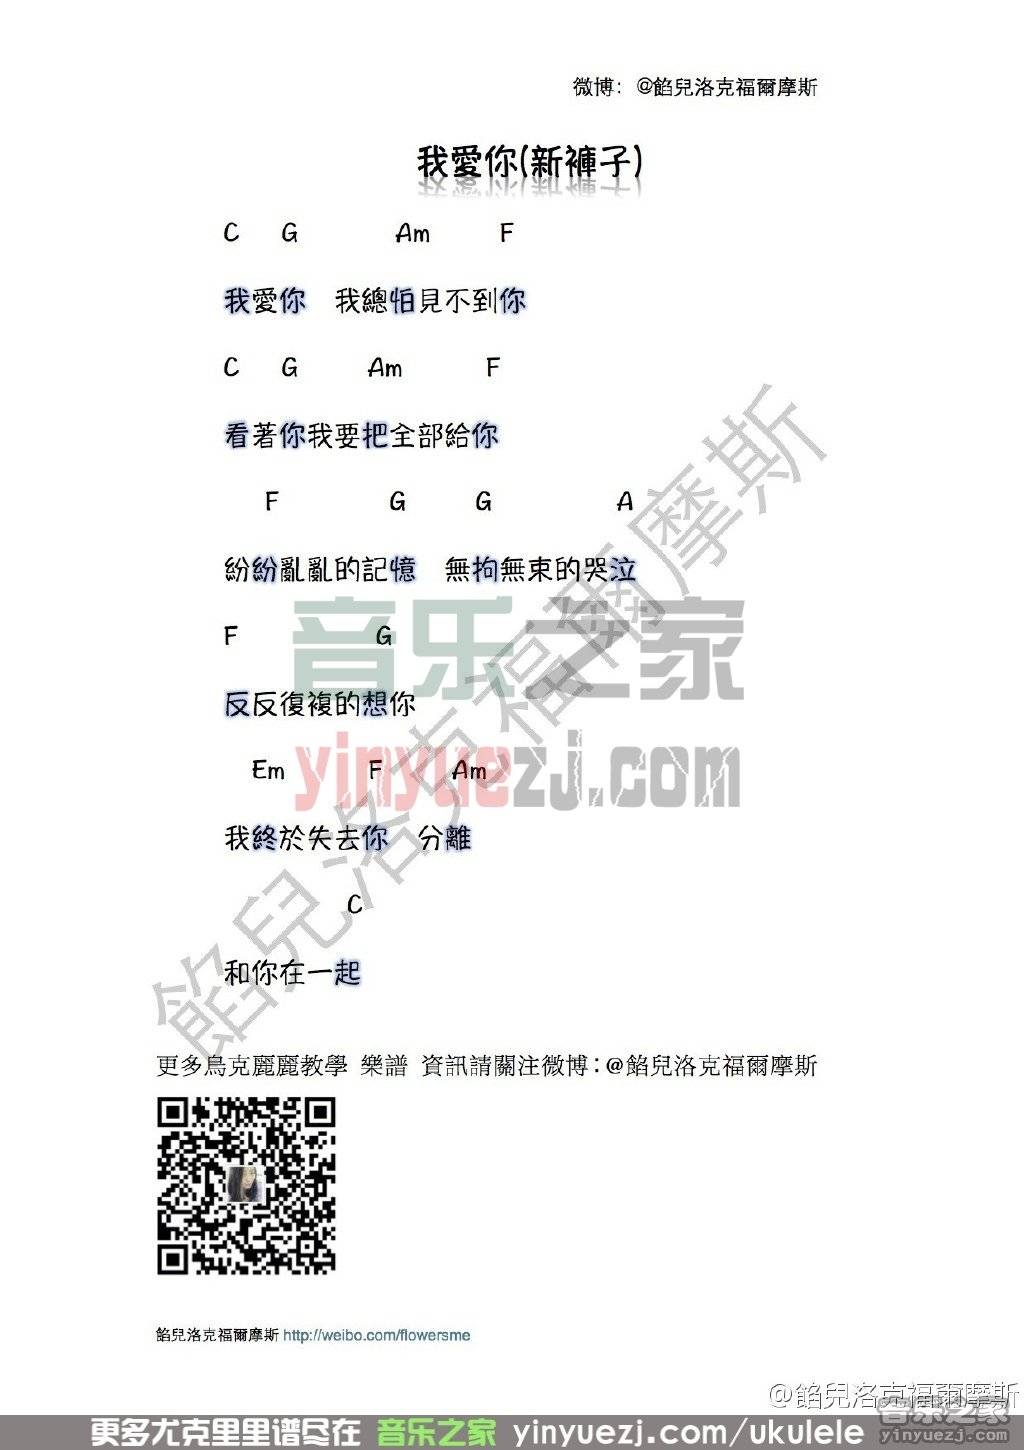 微博：@餡兒洛克福爾摩斯
我愛你(新褲子)
C G Am F
我愛你 我總怕見不到你
C G Am F
看著你我要把全部給你
F G G A
紛紛亂亂的記憶 無拘無束的哭泣
F G
反反復複的想你
Em F Am
我終於失去你 分離
C
和你在一起
餡兒洛克福爾摩斯
音乐之家
yinyuezj.com
更多烏克麗麗教學 樂譜 資訊請關注微博：@餡兒洛克福爾摩斯
餡兒洛克福爾摩斯 http://weibo.com/flowersme
@餡兒洛克福爾摩斯
音乐之家
yinyuezj.com
更多尤克里里谱尽在 音乐之家 yinyuezj.com/ukulele